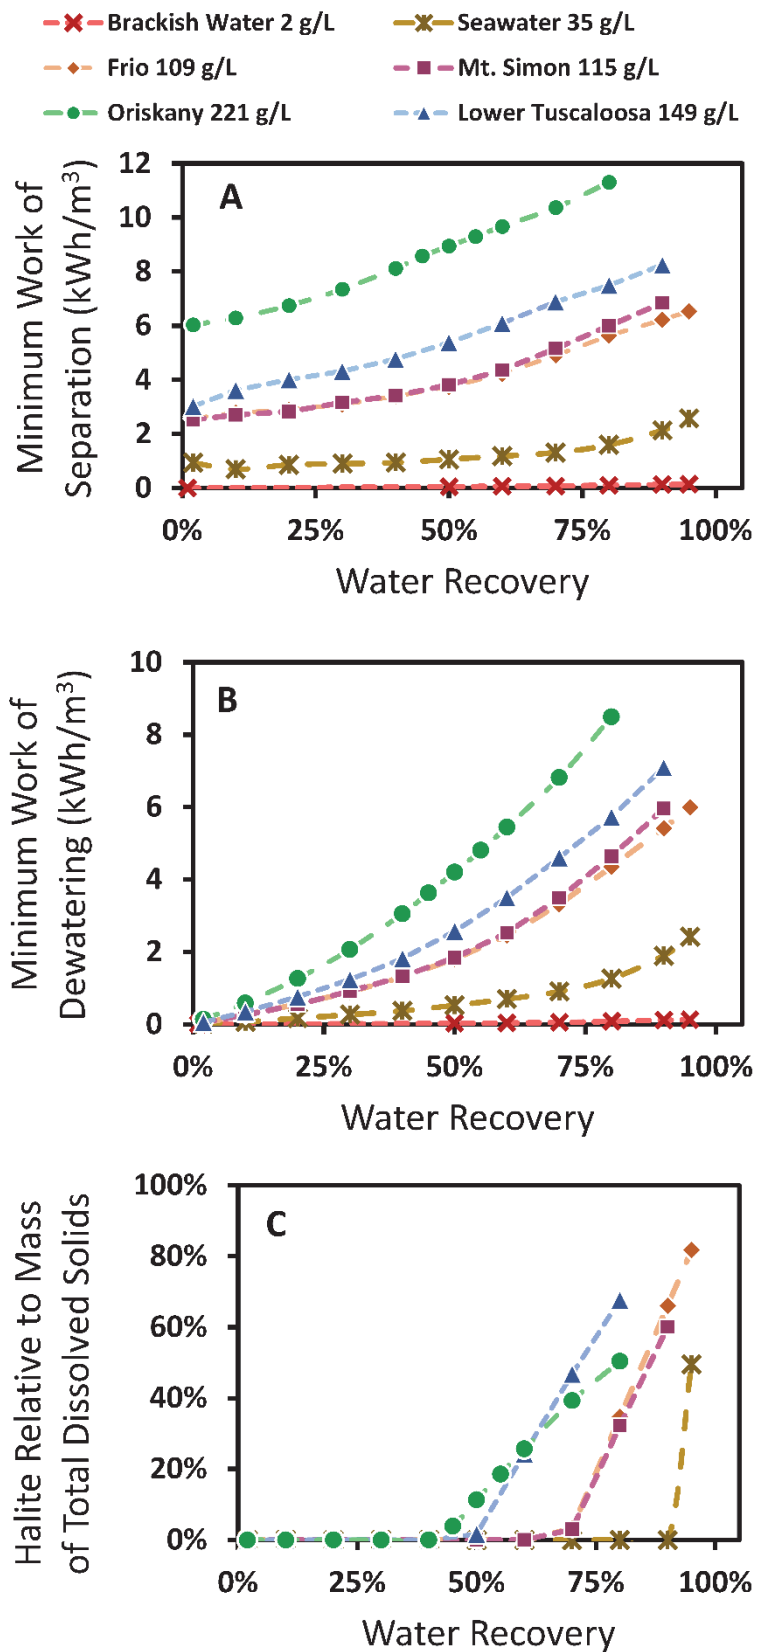 Brackish Water 2 g/L
Seawater 35 g/L
Frio 109 g/L
Mt. Simon 115 g/L
Oriskany 221 g/L
Lower Tuscaloosa 149 g/L
A
Minimum Work of
Separation (kWh/m³)
12
10
8
6
4
2
0
0% 25% 50% 75% 100%
Water Recovery
B
Minimum Work of
Dewatering (kWh/m³)
10
8
6
4
2
0
0% 25% 50% 75% 100%
Water Recovery
C
Halite Relative to Mass
of Total Dissolved Solids
100%
80%
60%
40%
20%
0%
0% 25% 50% 75% 100%
Water Recovery